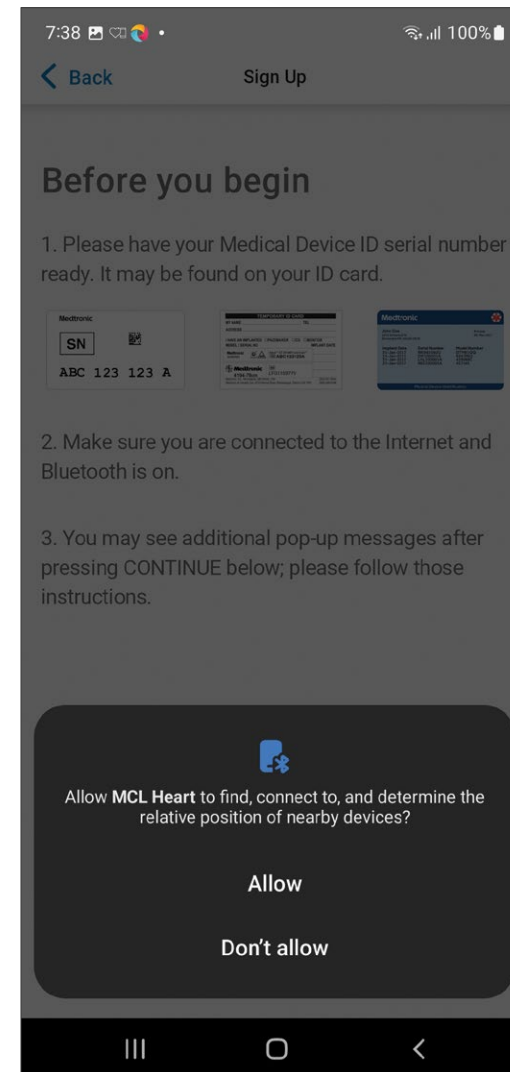 7:38
100%
Back
Sign Up
Before you begin
1. Please have your Medical Device ID serial number
ready. It may be found on your ID card.
Medtronic
SN
ABC 123 123 A
TEMPORARY ID CARD
Medtronic
Medtronic
2. Make sure you are connected to the Internet and
Bluetooth is on.
3. You may see additional pop-up messages after
pressing CONTINUE below; please follow those
instructions.
Allow MCL Heart to find, connect to, and determine the
relative position of nearby devices?
Allow
Don’t allow